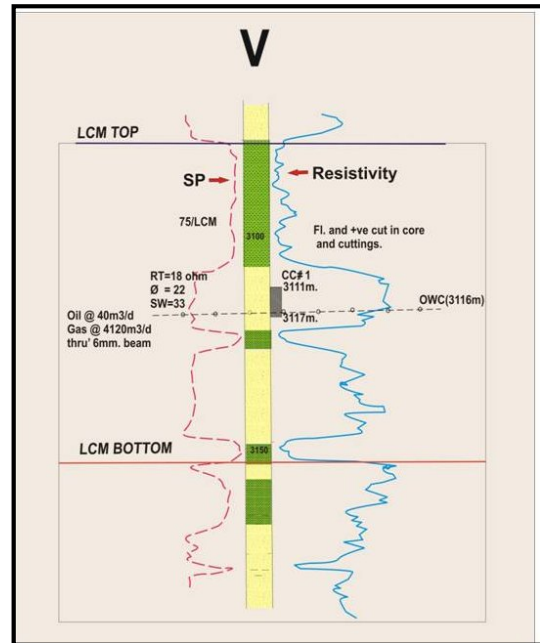 V
LCM TOP
SP
Resistivity
75/LCM
3100
Fl. and +ve cut in core
and cuttings.
RT=18 ohm
Ø = 22
SW=33
CC# 1
3111m.
OWC(3116m)
3117m.
Oil @ 40m3/d
Gas @ 4120m3/d
thru' 6mm. beam
LCM BOTTOM
3150